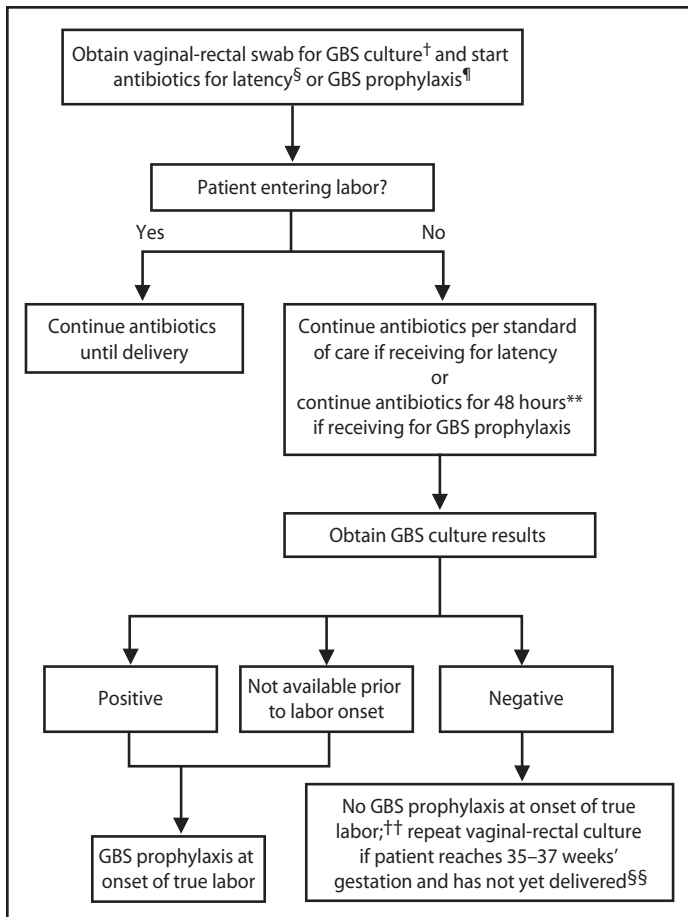 Obtain vaginal-rectal swab for GBS culture† and start
antibiotics for latency§ or GBS prophylaxis¶
Patient entering labor?
Yes
No
Continue antibiotics
until delivery
Continue antibiotics per standard
of care if receiving for latency
or
continue antibiotics for 48 hours**
if receiving for GBS prophylaxis
Obtain GBS culture results
Positive
Not available prior
to labor onset
Negative
GBS prophylaxis at
onset of true labor
No GBS prophylaxis at onset of true
labor;†† repeat vaginal-rectal culture
if patient reaches 35–37 weeks’
gestation and has not yet delivered§§